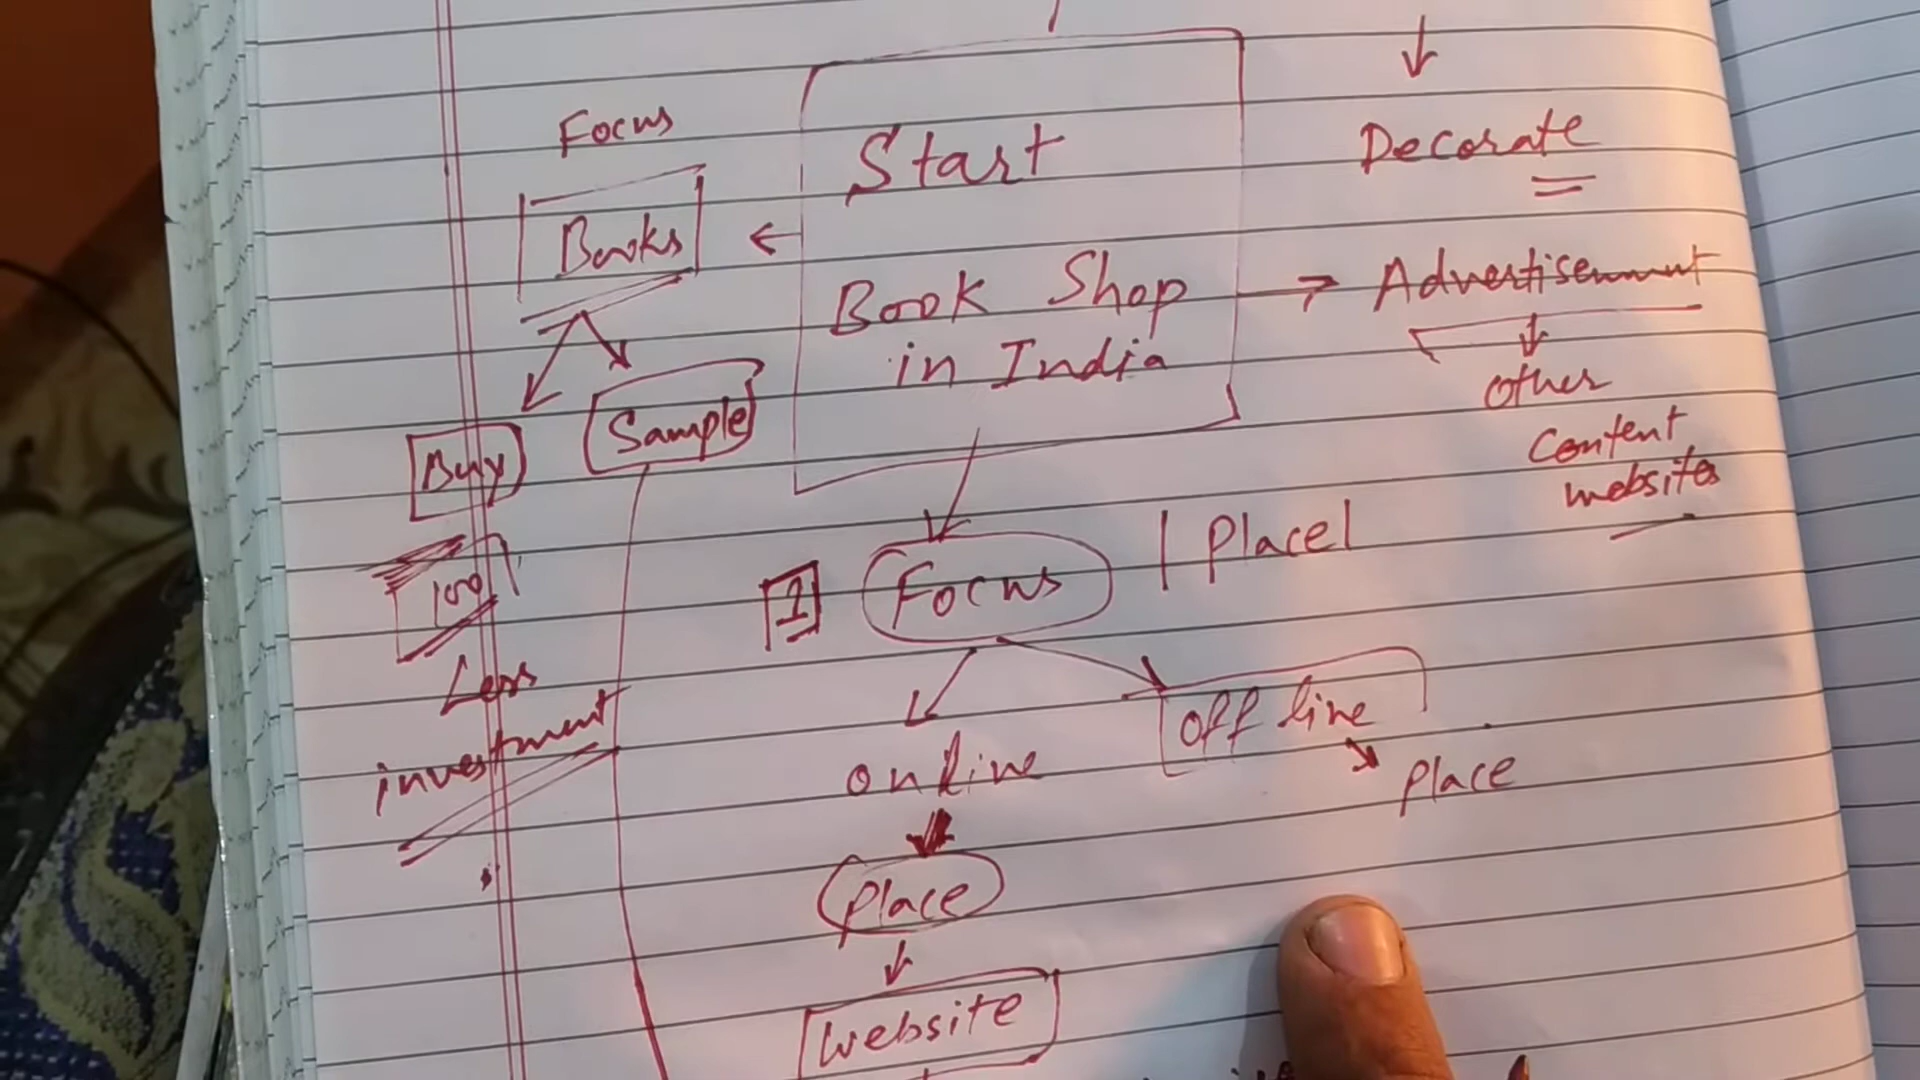 Focus
Books
Buy
Sample
100
Less
investment
Start
Book Shop
in India
Decorate
Advertisement
other
Content
websites
1
Focus
Place
online
off line
Place
Place
Website